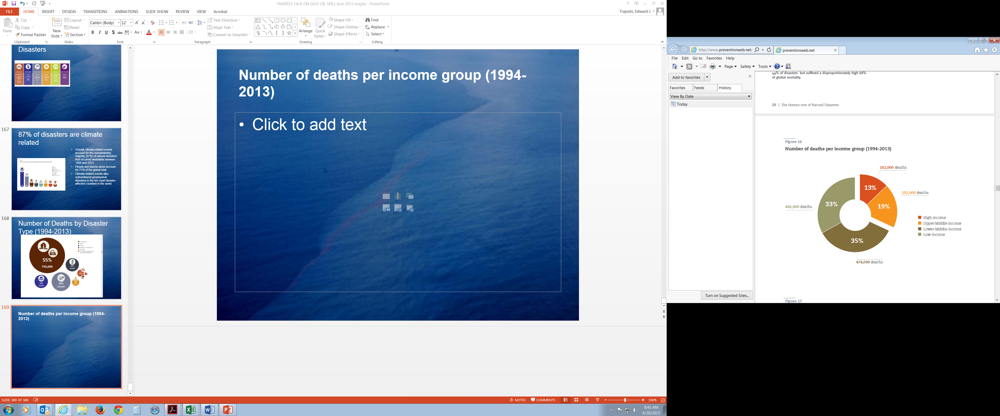 TRAPIDO TALK ON GULF OIL SPILL lyon 2015 maybe - PowerPoint
FILE HOME INSERT DESIGN TRANSITIONS ANIMATIONS SLIDE SHOW REVIEW VIEW Acrobat
Trapido, Edward J.
Paste
Cut
Copy
Format Painter
Clipboard
New
Slide
Layout
Reset
Section
Slides
Calibri (Body) 12
B I U S abc AV Aa A
Font
Text Direction
Align Text
Convert to SmartArt
Paragraph
Arrange
Quick
Styles
Shape Fill
Shape Outline
Shape Effects
Drawing
Find
Replace
Select
Editing
Disasters
167
87% of disasters are climate
related
• Overall, climate-related events
account for the overwhelming
majority (91%) of natural disasters
that occurred worldwide between
1994 and 2013.
• Floods and storms alone account
for 71% of the global total
• Climate-related events also
outnumbered geophysical
disasters in the ten most disaster-
affected countries in the world
168
Number of Deaths by Disaster
Type (1994-2013)
55%
750,000
12%
18%
250,000
12%
169
Number of deaths per income group (1994-
2013)
Number of deaths per income group (1994-
2013)
• Click to add text
SLIDE 169 OF 169
NOTES
COMMENTS
116%
8:45 AM
6/30/2015
http://www.preventionweb.net/
preventionweb.net
File Edit Go to Favorites Help
Page Safety Tools
Add to favorites
Favorites Feeds History
View By Date
Today
Turn on Suggested Sites...
44% of disasters but suffered a disproportionately high 68%
of global mortality.
28 | The Human cost of Natural Disasters
Figure 16
Number of deaths per income group (1994-2013)
182,000 deaths
13%
252,000 deaths
19%
441,000 deaths
33%
35%
474,000 deaths
High-income
Upper-Middle-income
Lower-Middle-income
Low-income
Figure 17